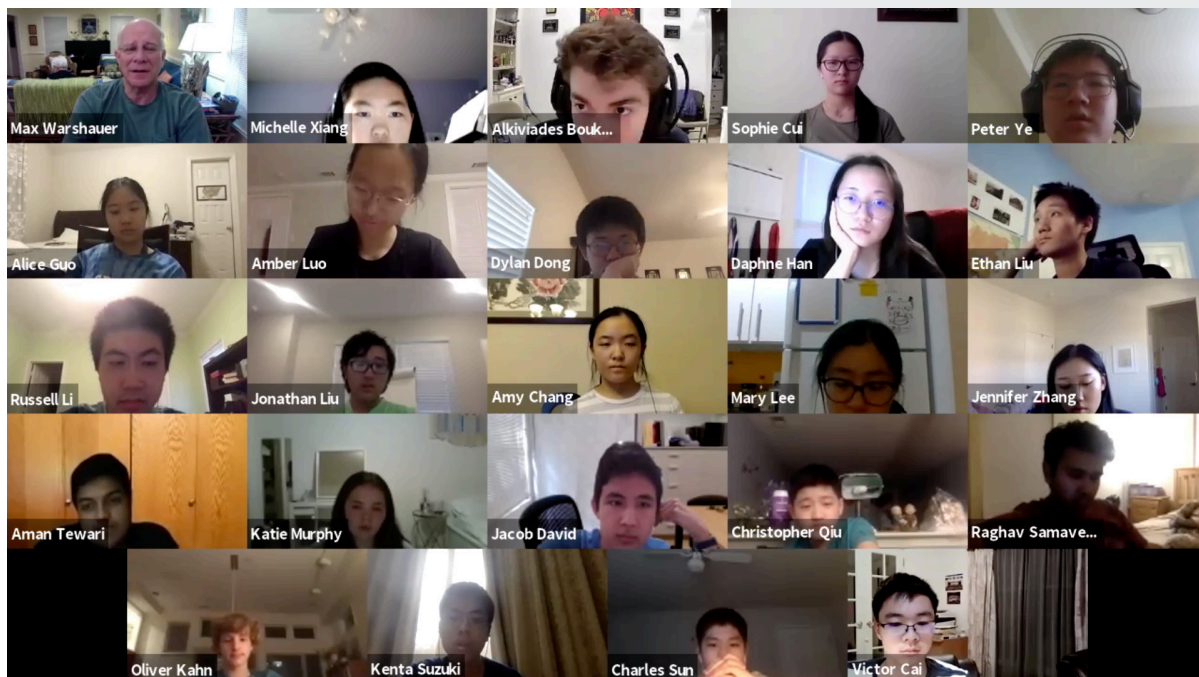 Max Warshauer
Michelle Xiang
Alkiviades Bouk...
Sophie Cui
Peter Ye
Alice Guo
Amber Luo
Dylan Dong
Daphne Han
Ethan Liu
Russell Li
Jonathan Liu
Amy Chang
Mary Lee
Jennifer Zhang
Aman Tewari
Katie Murphy
Jacob David
Christopher Qiu
Raghav Samave...
Oliver Kahn
Kenta Suzuki
Charles Sun
Victor Cai